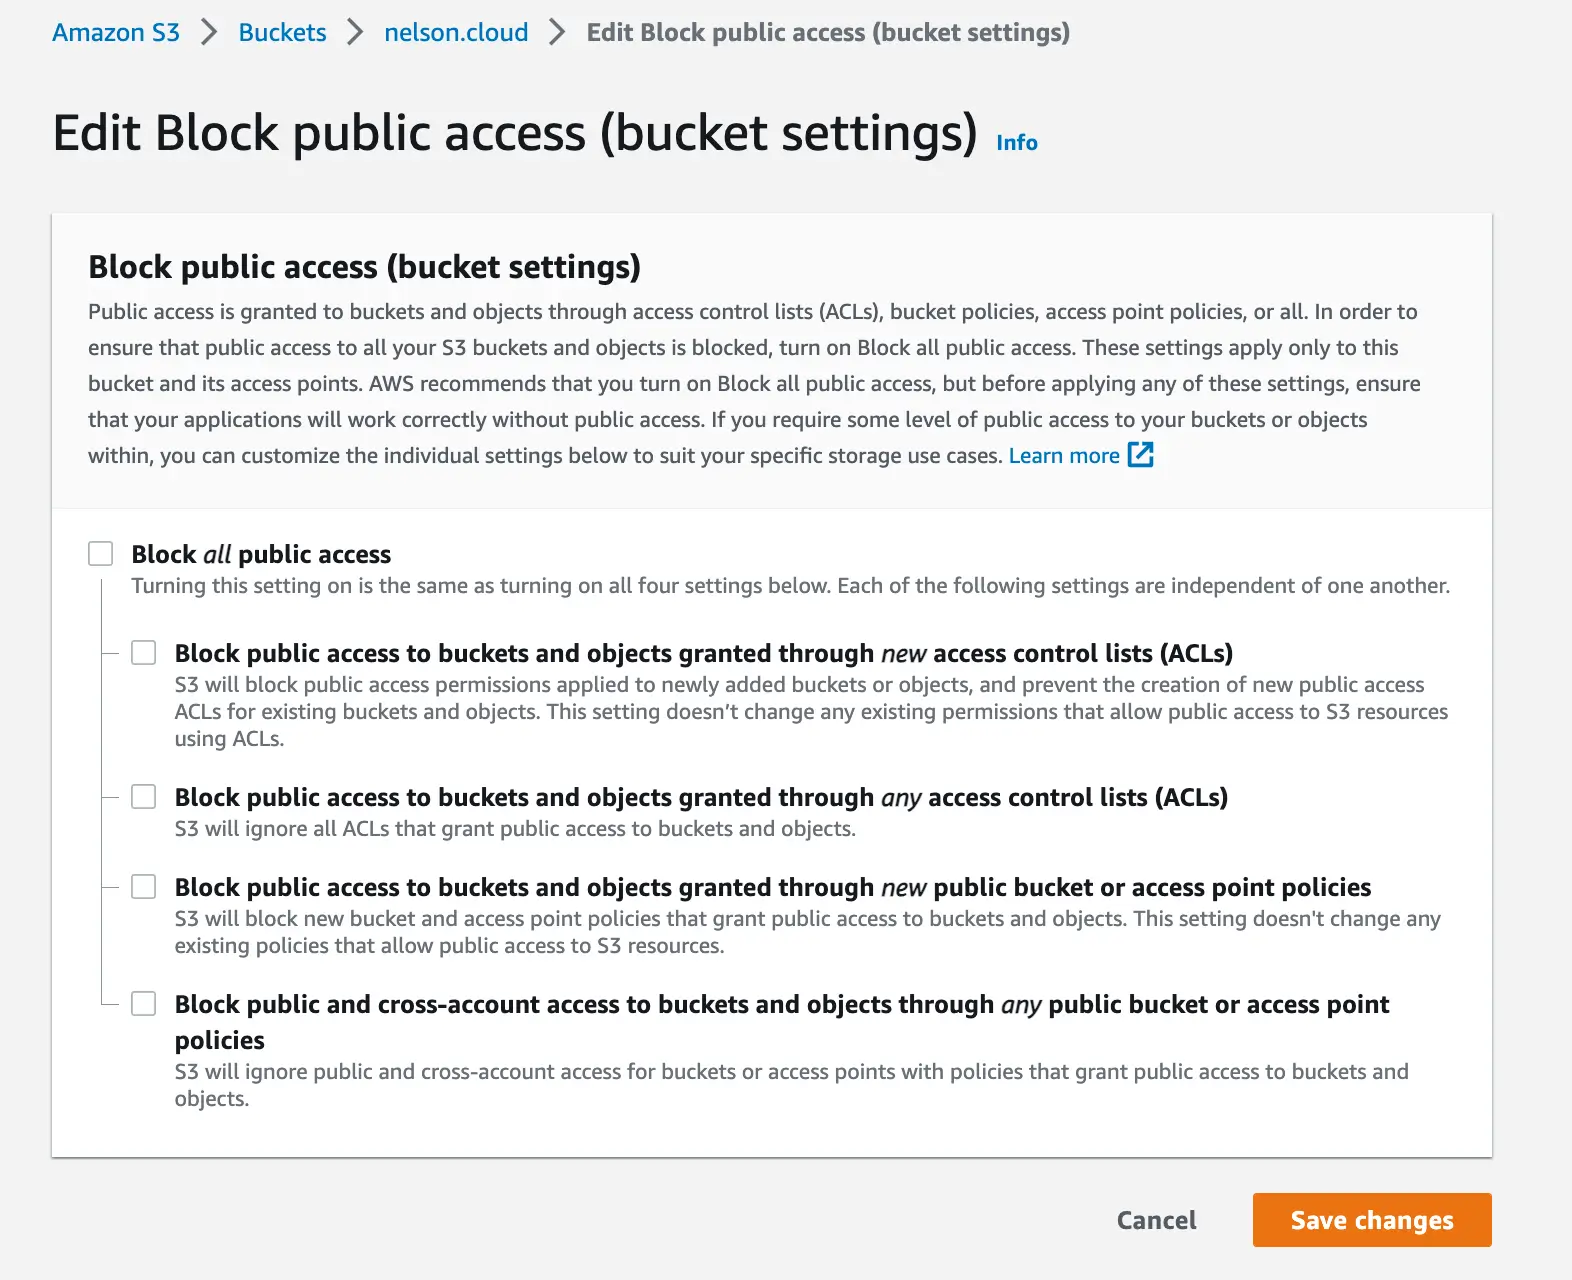 Amazon S3 > Buckets > nelson.cloud > Edit Block public access (bucket settings)
Edit Block public access (bucket settings) Info
Block public access (bucket settings)
Public access is granted to buckets and objects through access control lists (ACLs), bucket policies, access point policies, or all. In order to
ensure that public access to all your S3 buckets and objects is blocked, turn on Block all public access. These settings apply only to this
bucket and its access points. AWS recommends that you turn on Block all public access, but before applying any of these settings, ensure
that your applications will work correctly without public access. If you require some level of public access to your buckets or objects
within, you can customize the individual settings below to suit your specific storage use cases. Learn more
Block all public access
Turning this setting on is the same as turning on all four settings below. Each of the following settings are independent of one another.
Block public access to buckets and objects granted through new access control lists (ACLs)
S3 will block public access permissions applied to newly added buckets or objects, and prevent the creation of new public access
ACLs for existing buckets and objects. This setting doesn’t change any existing permissions that allow public access to S3 resources
using ACLs.
Block public access to buckets and objects granted through any access control lists (ACLs)
S3 will ignore all ACLs that grant public access to buckets and objects.
Block public access to buckets and objects granted through new public bucket or access point policies
S3 will block new bucket and access point policies that grant public access to buckets and objects. This setting doesn't change any
existing policies that allow public access to S3 resources.
Block public and cross-account access to buckets and objects through any public bucket or access point
policies
S3 will ignore public and cross-account access for buckets or access points with policies that grant public access to buckets and
objects.
Cancel
Save changes